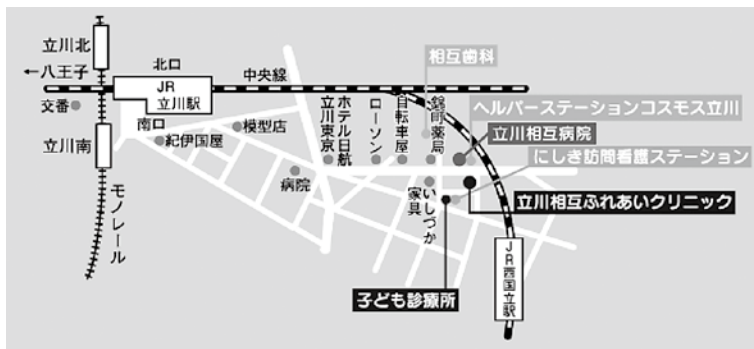 立川北
北口
←八王子
JR
立川駅
中央線
交番
南口
立川南
紀伊国屋
模型店
モノレール
病院
ホテル日航
立川東京
ローソン
自転車屋
錦町薬局
相互歯科
ヘルパーステーションコスモス立川
立川相互病院
にしき訪問看護ステーション
いしづか
家具
立川相互ふれあいクリニック
子ども診療所
JR西国立駅